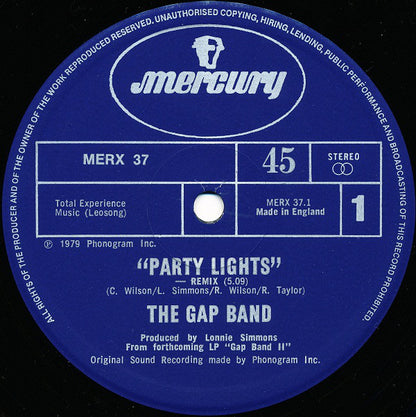 ALL RIGHTS OF THE PRODUCER AND OF THE OWNER OF THE WORK REPRODUCED RESERVED. UNAUTHORISED COPYING, HIRING, LENDING, PUBLIC PERFORMANCE AND BROADCASTING OF THIS RECORD PROHIBITED.
mercury
MERX 37
45
STEREO
Total Experience
Music (Leosong)
MERX 37.1
Made in England
1
℗ 1979 Phonogram Inc.
"PARTY LIGHTS"
— REMIX (5.09)
(C. Wilson/L. Simmons/R. Wilson/R. Taylor)
THE GAP BAND
Produced by Lonnie Simmons
From forthcoming LP "Gap Band II"
Original Sound Recording made by Phonogram Inc.